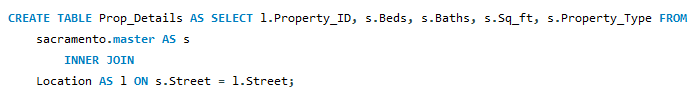 CREATE TABLE Prop_Details AS SELECT l.Property_ID, s.Beds, s.Baths, s.Sq_ft, s.Property_Type FROM
sacramento.master AS s
INNER JOIN
Location AS l ON s.Street = l.Street;